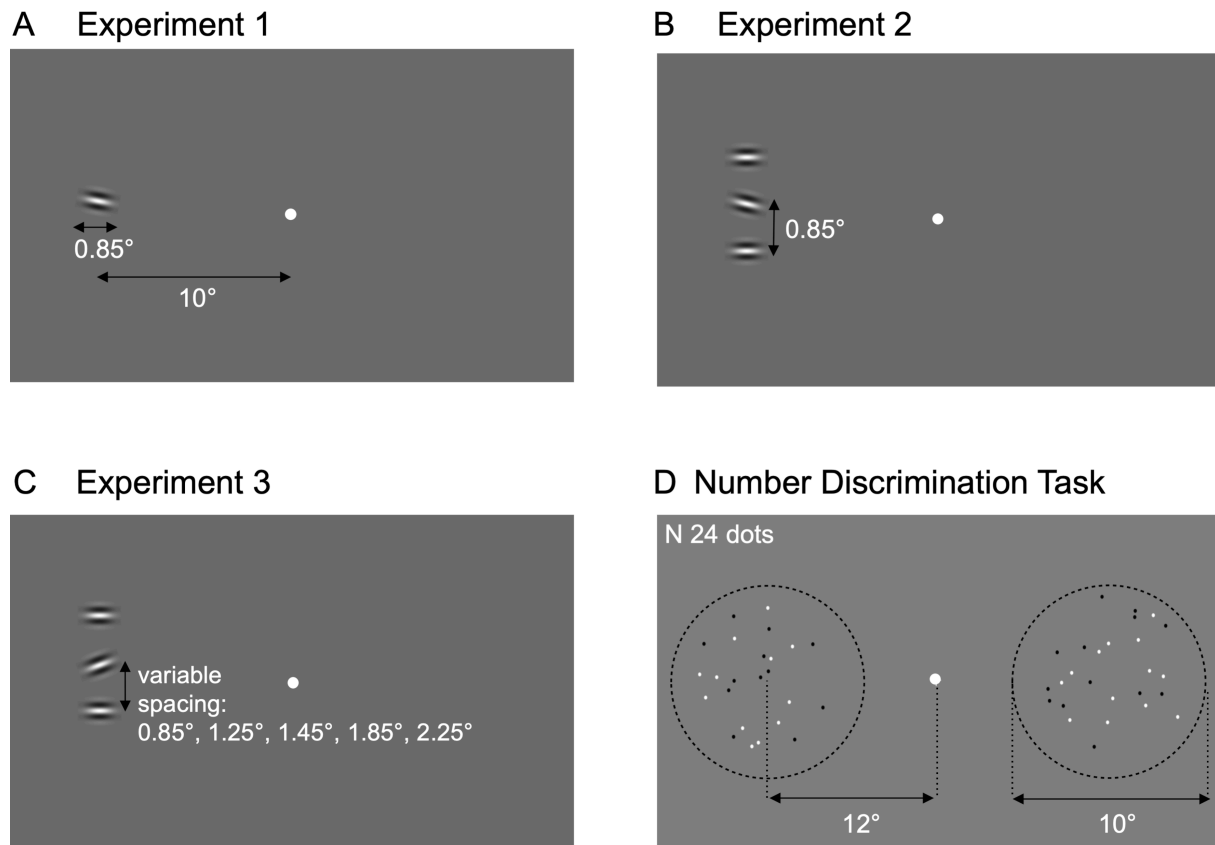 A Experiment 1
0.85°
10°
B Experiment 2
0.85°
C Experiment 3
variable
spacing:
0.85°, 1.25°, 1.45°, 1.85°, 2.25°
D Number Discrimination Task
N 24 dots
12°
10°